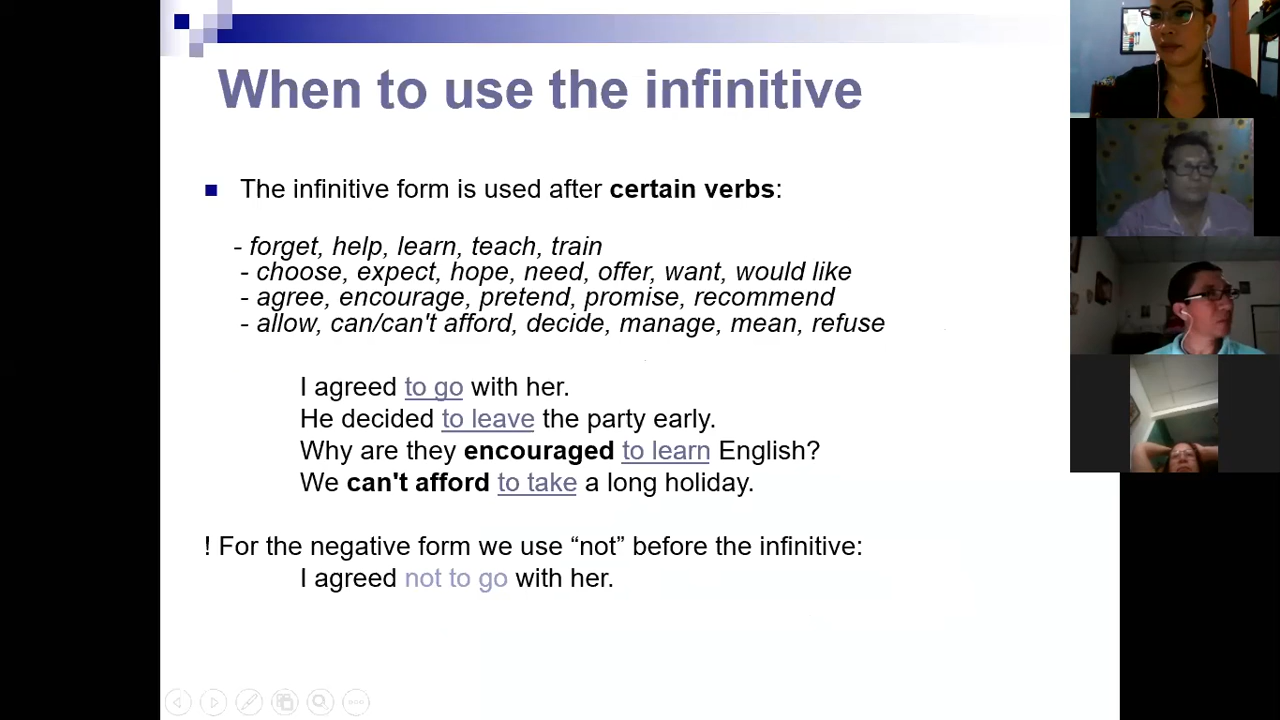 When to use the infinitive
The infinitive form is used after certain verbs:
- forget, help, learn, teach, train
- choose, expect, hope, need, offer, want, would like
- agree, encourage, pretend, promise, recommend
- allow, can/can't afford, decide, manage, mean, refuse
I agreed to go with her.
He decided to leave the party early.
Why are they encouraged to learn English?
We can't afford to take a long holiday.
! For the negative form we use “not” before the infinitive:
I agreed not to go with her.